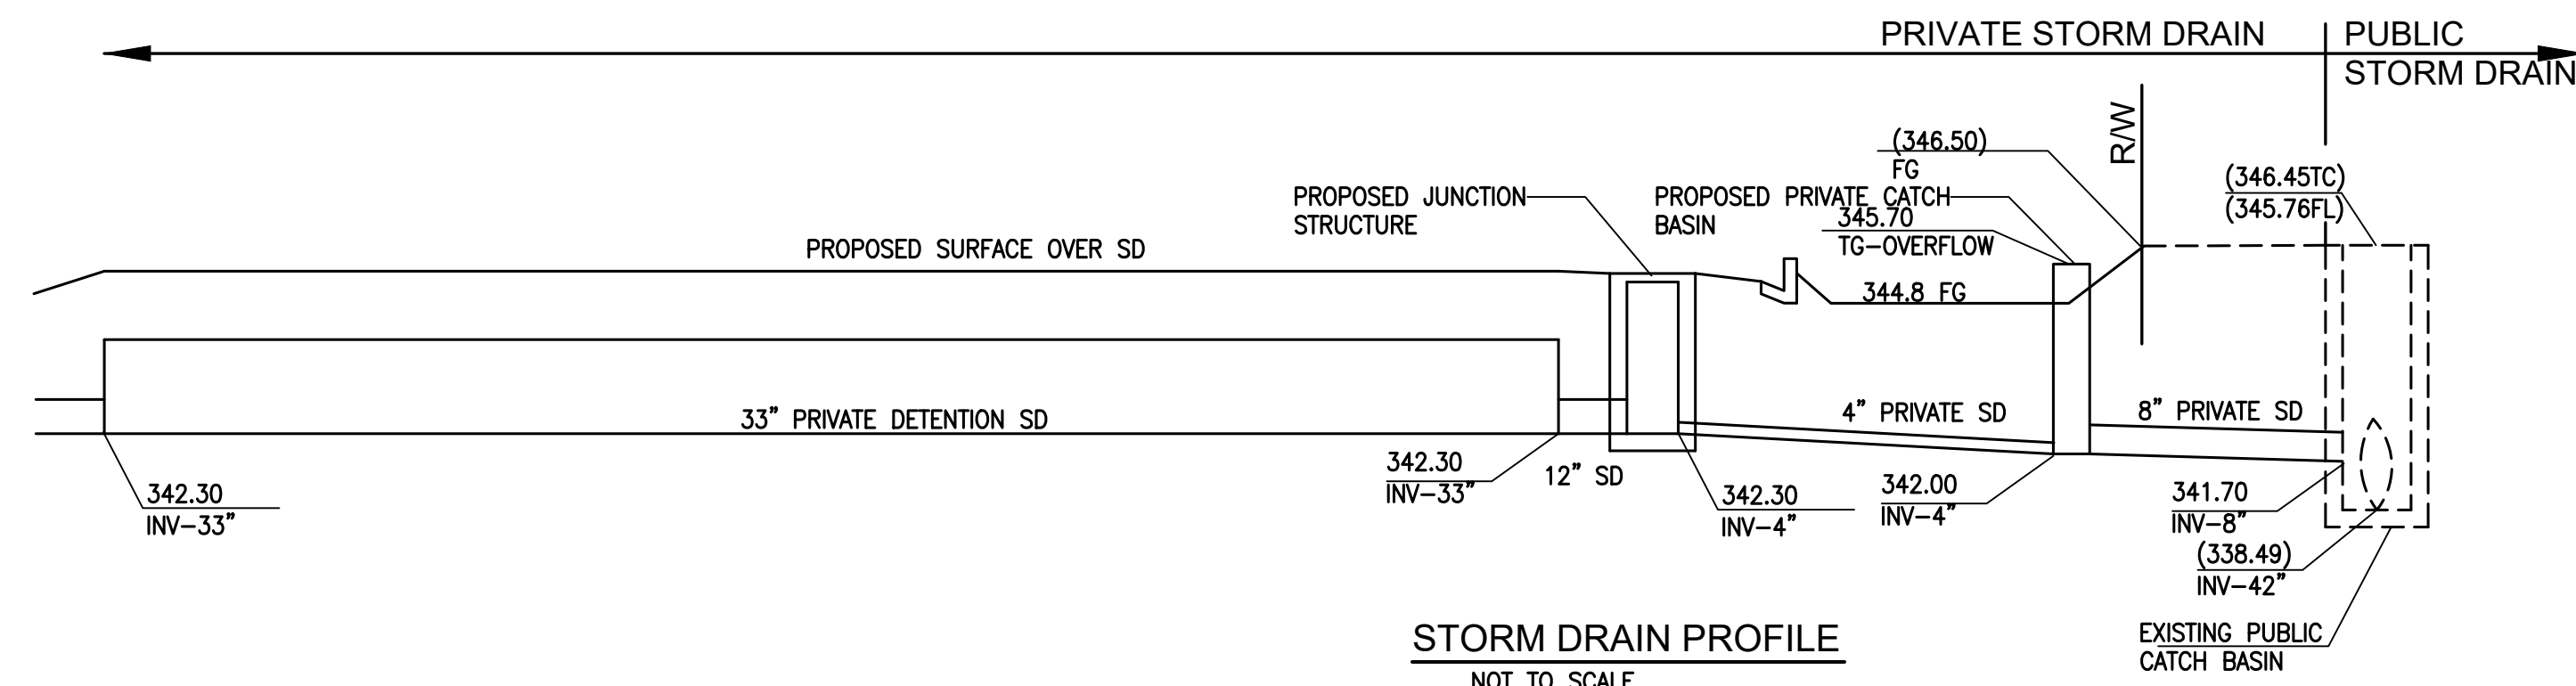 PRIVATE STORM DRAIN
PUBLIC
STORM DRAIN
R/W
(346.50)
FG
(346.45TC)
(345.76FL)
PROPOSED JUNCTION
STRUCTURE
PROPOSED PRIVATE CATCH
BASIN
345.70
TG-OVERFLOW
PROPOSED SURFACE OVER SD
344.8 FG
33" PRIVATE DETENTION SD
4" PRIVATE SD
8" PRIVATE SD
342.30
INV-33"
342.30
INV-33"
12" SD
342.30
INV-4"
342.00
INV-4"
341.70
INV-8"
(338.49)
INV-42"
EXISTING PUBLIC
CATCH BASIN
STORM DRAIN PROFILE
NOT TO SCALE